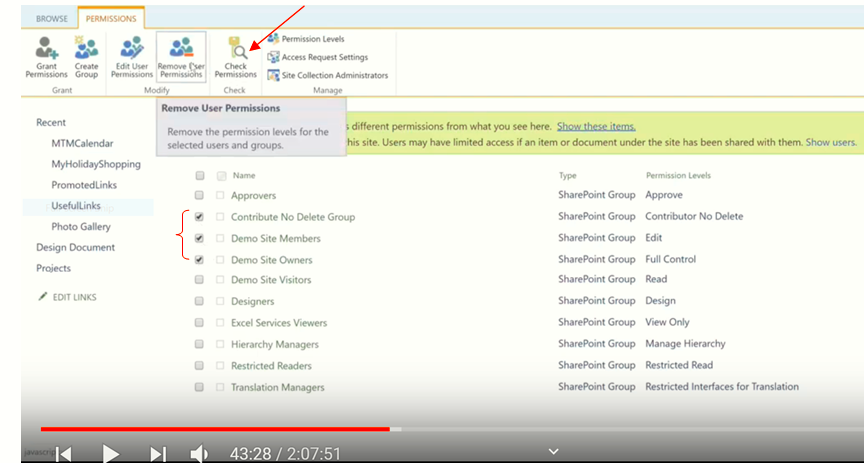 BROWSE PERMISSIONS
Grant Permissions
Create Group
Edit User Permissions
Remove User Permissions
Check Permissions
Permission Levels
Access Request Settings
Site Collection Administrators
Grant Modify Check Manage
Remove User Permissions
Remove the permission levels for the
selected users and groups.
different permissions from what you see here. Show these items.
this site. Users may have limited access if an item or document under the site has been shared with them. Show users.
Recent
MTMCalendar
MyHolidayShopping
PromotedLinks
UsefulLinks
Photo Gallery
Design Document
Projects
EDIT LINKS
Name Type Permission Levels
Approvers SharePoint Group Approve
Contribute No Delete Group SharePoint Group Contributor No Delete
Demo Site Members SharePoint Group Edit
Demo Site Owners SharePoint Group Full Control
Demo Site Visitors SharePoint Group Read
Designers SharePoint Group Design
Excel Services Viewers SharePoint Group View Only
Hierarchy Managers SharePoint Group Manage Hierarchy
Restricted Readers SharePoint Group Restricted Read
Translation Managers SharePoint Group Restricted Interfaces for Translation
43:28 / 2:07:51